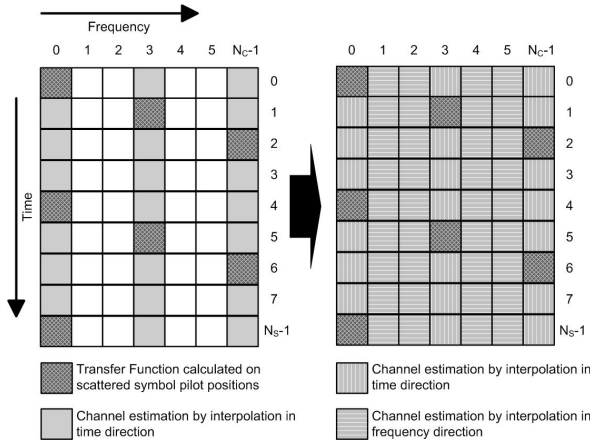 Frequency
0 1 2 3 4 5 N_C-1
0 1 2 3 4 5 N_C-1
Time
0
1
2
3
4
5
6
7
N_S-1
0
1
2
3
4
5
6
7
N_S-1
Transfer Function calculated on
scattered symbol pilot positions
Channel estimation by interpolation in
time direction
Channel estimation by interpolation in
time direction
Channel estimation by interpolation in
frequency direction